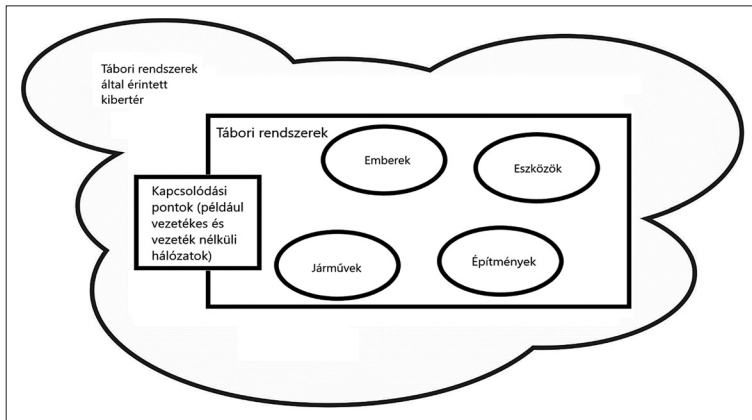 Tábori rendszerek
által érintett
kibertér
Tábori rendszerek
Emberek
Eszközök
Kapcsolódási
pontok (például
vezetékes és
vezeték nélküli
hálózatok)
Járművek
Építmények